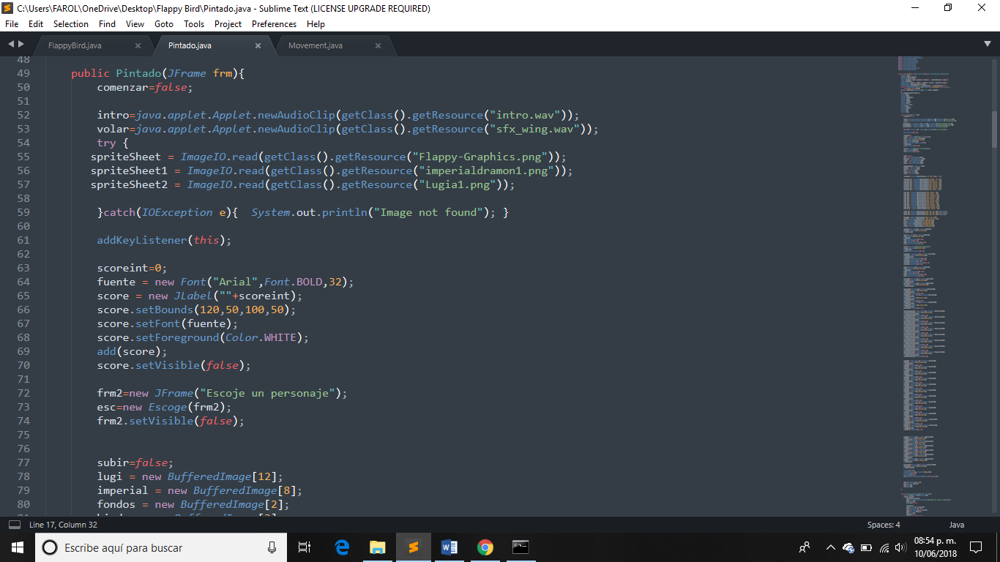 C:\Users\FAROL\OneDrive\Desktop\Flappy Bird\Pintado.java - Sublime Text (LICENSE UPGRADE REQUIRED)
File Edit Selection Find View Goto Tools Project Preferences Help
FlappyBird.java Pintado.java Movement.java
48
49 public Pintado(JFrame frm){
50 comenzar=false;
51
52 intro=java.applet.Applet.newAudioClip(getClass().getResource("intro.wav"));
53 volar=java.applet.Applet.newAudioClip(getClass().getResource("sfx_wing.wav"));
54 try {
55 spriteSheet = ImageIO.read(getClass().getResource("Flappy-Graphics.png"));
56 spriteSheet1 = ImageIO.read(getClass().getResource("imperialdramon1.png"));
57 spriteSheet2 = ImageIO.read(getClass().getResource("Lugia1.png"));
58
59 }catch(IOException e){  System.out.println("Image not found"); }
60
61 addKeyListener(this);
62
63 scoreint=0;
64 fuente = new Font("Arial",Font.BOLD,32);
65 score = new JLabel(""+scoreint);
66 score.setBounds(120,50,100,50);
67 score.setFont(fuente);
68 score.setForeground(Color.WHITE);
69 add(score);
70 score.setVisible(false);
71
72 frm2=new JFrame("Escoje un personaje");
73 esc=new Escoge(frm2);
74 frm2.setVisible(false);
75
76
77 subir=false;
78 lugi = new BufferedImage[12];
79 imperial = new BufferedImage[8];
80 fondos = new BufferedImage[2];
Line 17, Column 32 Spaces: 4 Java
Escribe aquí para buscar
08:54 p. m.
10/06/2018